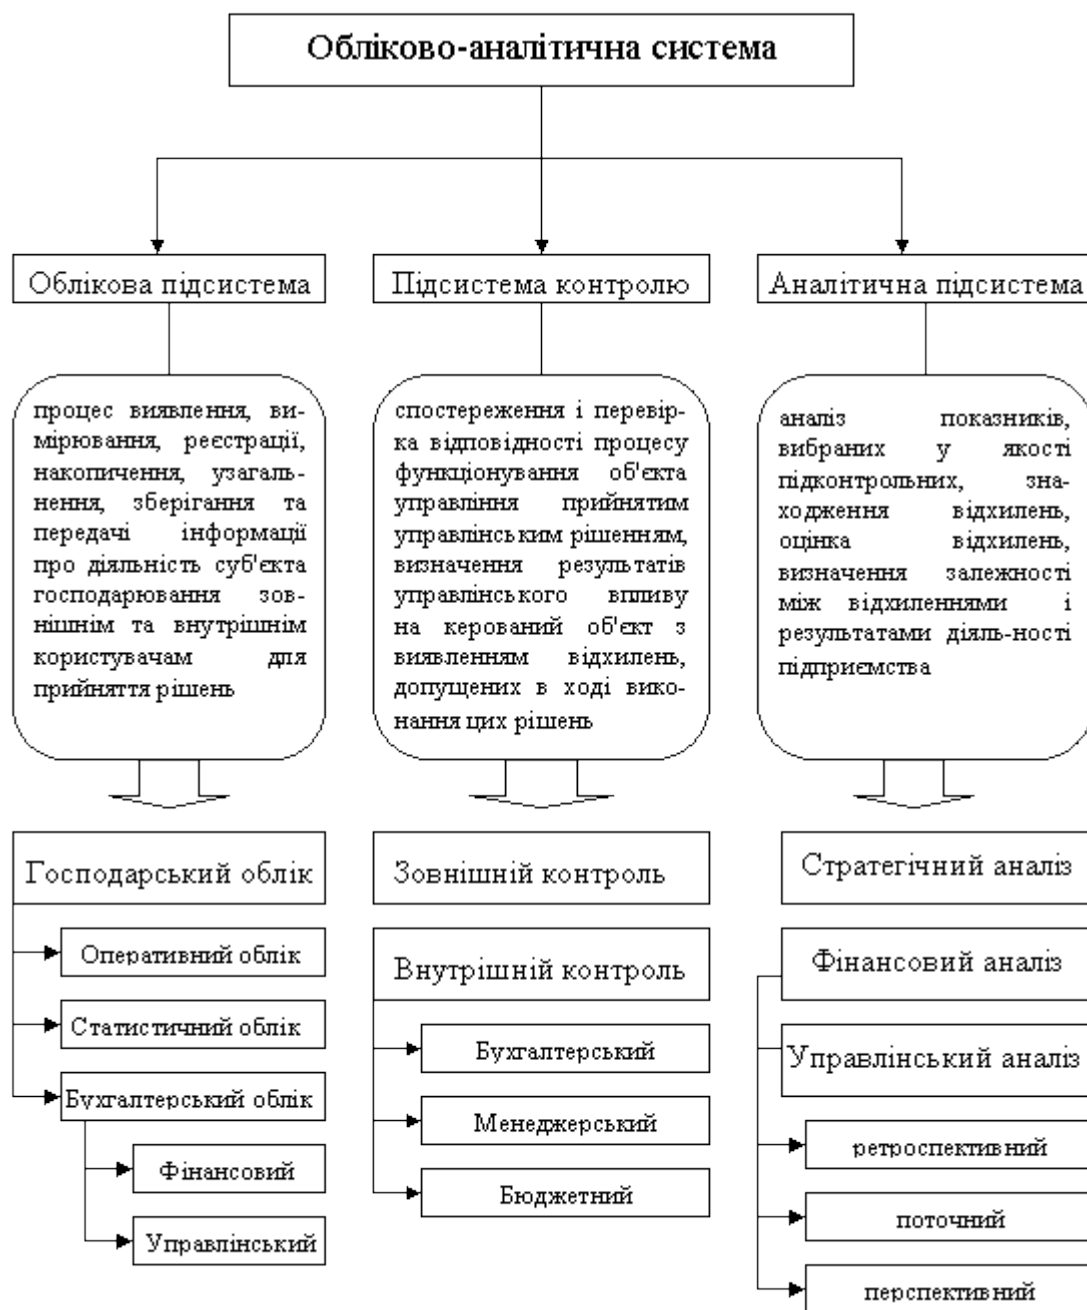 Обліково-аналітична система
Облікова підсистема
Підсистема контролю
Аналітична підсистема
процес виявлення, ви-
мірювання, реєстрації,
накопичення, узагаль-
нення, зберігання та
передачі інформації
про діяльність суб'єкта
господарювання зов-
нішнім та внутрішнім
користувачам для
прийняття рішень
спостереження і перевір-
ка відповідності процесу
функціонування об'єкта
управління прийнятим
управлінським рішенням,
визначення результатів
управлінського впливу
на керований об'єкт з
виявленням відхилень,
допущених в ході вико-
нання цих рішень
аналіз показників,
вибраних у якості
підконтрольних, зна-
ходження відхилень,
оцінка відхилень,
визначення залежності
між відхиленнями і
результатами діяль-ності
підприємства
Господарський облік
Оперативний облік
Статистичний облік
Бухгалтерський облік
Фінансовий
Управлінський
Зовнішній контроль
Внутрішній контроль
Бухгалтерський
Менеджерський
Бюджетний
Стратегічний аналіз
Фінансовий аналіз
Управлінський аналіз
ретроспективний
поточний
перспективний